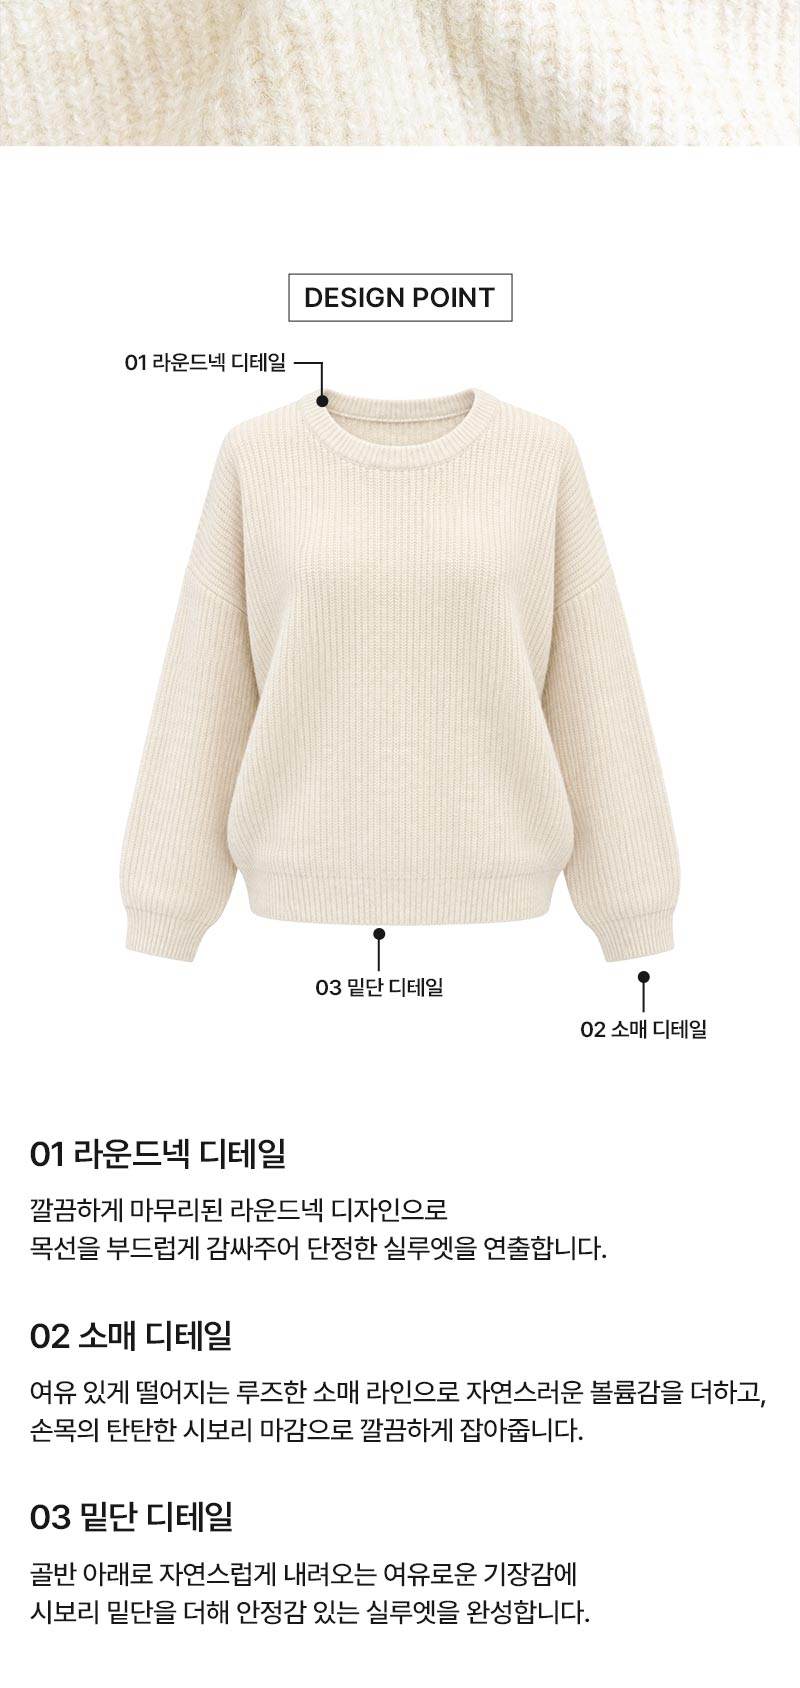 DESIGN POINT
01 라운드넥 디테일
03 밑단 디테일
02 소매 디테일
01 라운드넥 디테일
깔끔하게 마무리된 라운드넥 디자인으로
목선을 부드럽게 감싸주어 단정한 실루엣을 연출합니다.
02 소매 디테일
여유 있게 떨어지는 루즈한 소매 라인으로 자연스러운 볼륨감을 더하고,
손목의 탄탄한 시보리 마감으로 깔끔하게 잡아줍니다.
03 밑단 디테일
골반 아래로 자연스럽게 내려오는 여유로운 기장감에
시보리 밑단을 더해 안정감 있는 실루엣을 완성합니다.